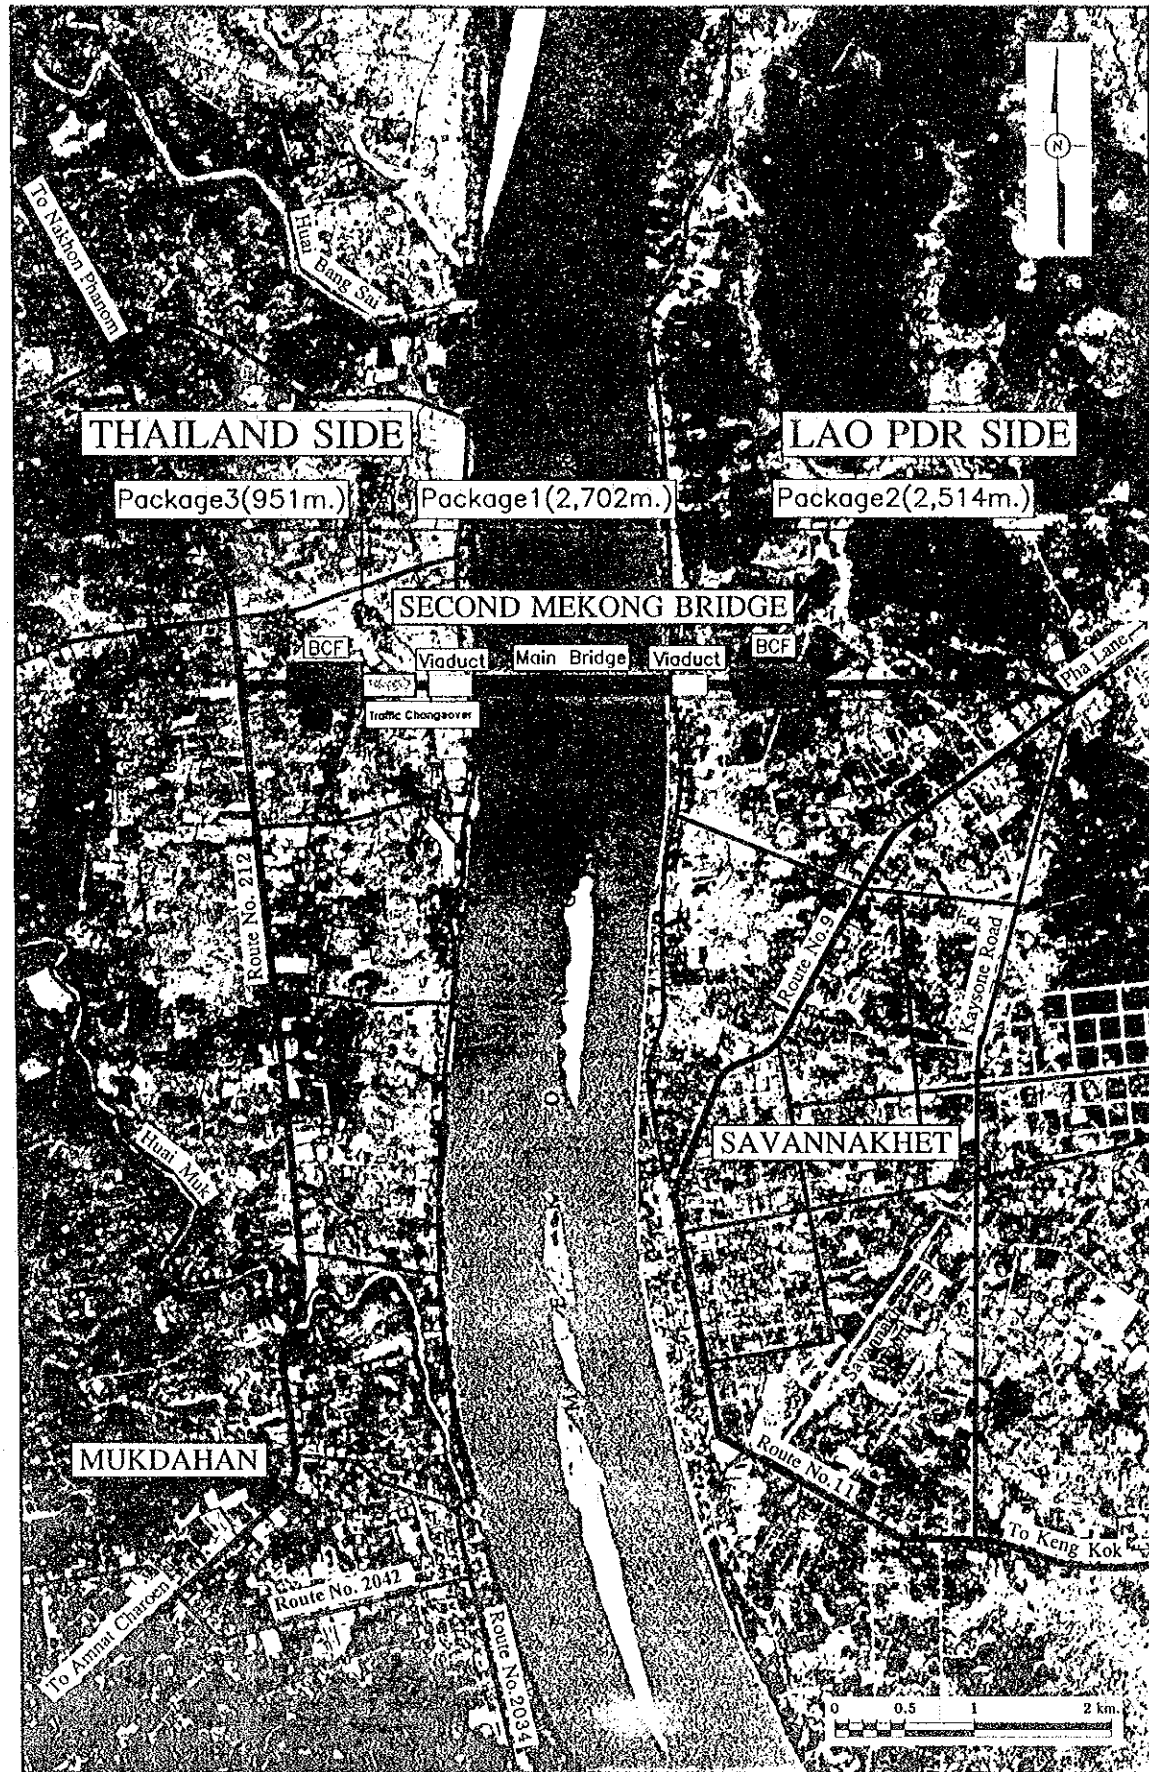 N
To Nakhon Phanom
Huai Bang Sai
THAILAND SIDE
LAO PDR SIDE
Package3(951m.)
Package1(2,702m.)
Package2(2,514m.)
SECOND MEKONG BRIDGE
BCF
Viaduct
Main Bridge
Viaduct
BCF
Pha Lane
Traffic Changeover
Route No. 212
Route No.9
Kaysone Road
Huai Muk
SAVANNAKHET
Savannakhet
MUKDAHAN
Route No.11
To Keng Kok
To Amnat Charoen
Route No. 2042
Route No.2034
0 0.5 1 2 km.